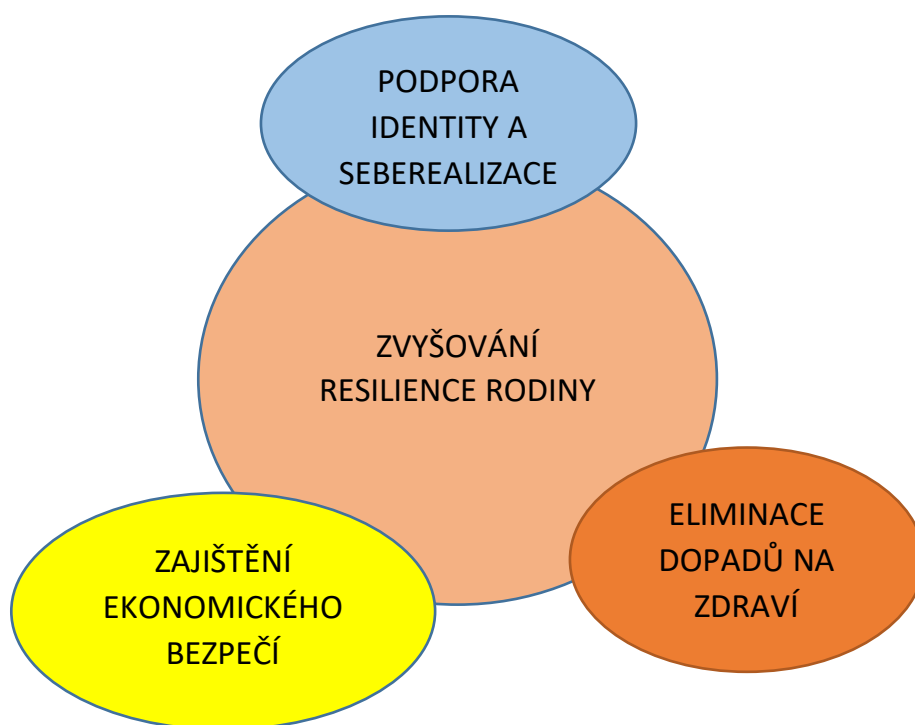 PODPORA
IDENTITY A
SEBEREALIZACE
ZVYŠOVÁNÍ
RESILIENCE RODINY
ZAJIŠTĚNÍ
EKONOMICKÉHO
BEZPEČÍ
ELIMINACE
DOPADŮ NA
ZDRAVÍ